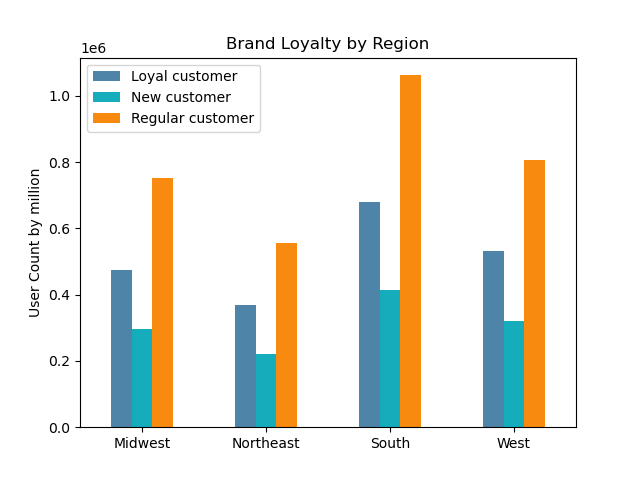 Brand Loyalty by Region
1e6
Loyal customer
New customer
Regular customer
1.0
0.8
0.6
0.4
0.2
0.0
User Count by million
Midwest Northeast South West